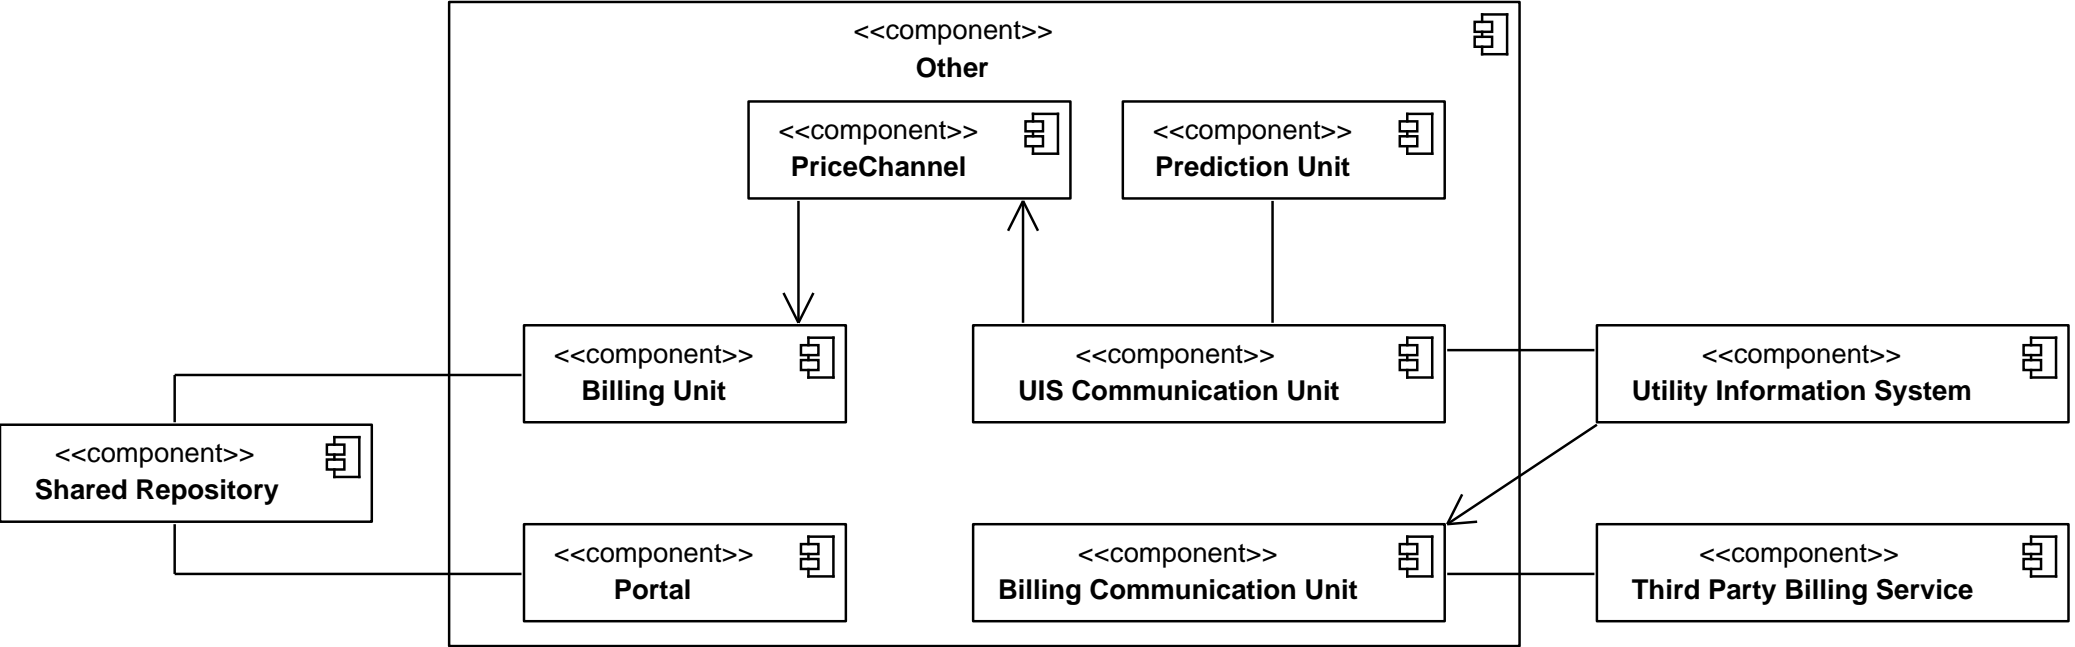 <<component>>
Other
<<component>>
PriceChannel
<<component>>
Prediction Unit
<<component>>
Billing Unit
<<component>>
UIS Communication Unit
<<component>>
Utility Information System
<<component>>
Shared Repository
<<component>>
Portal
<<component>>
Billing Communication Unit
<<component>>
Third Party Billing Service